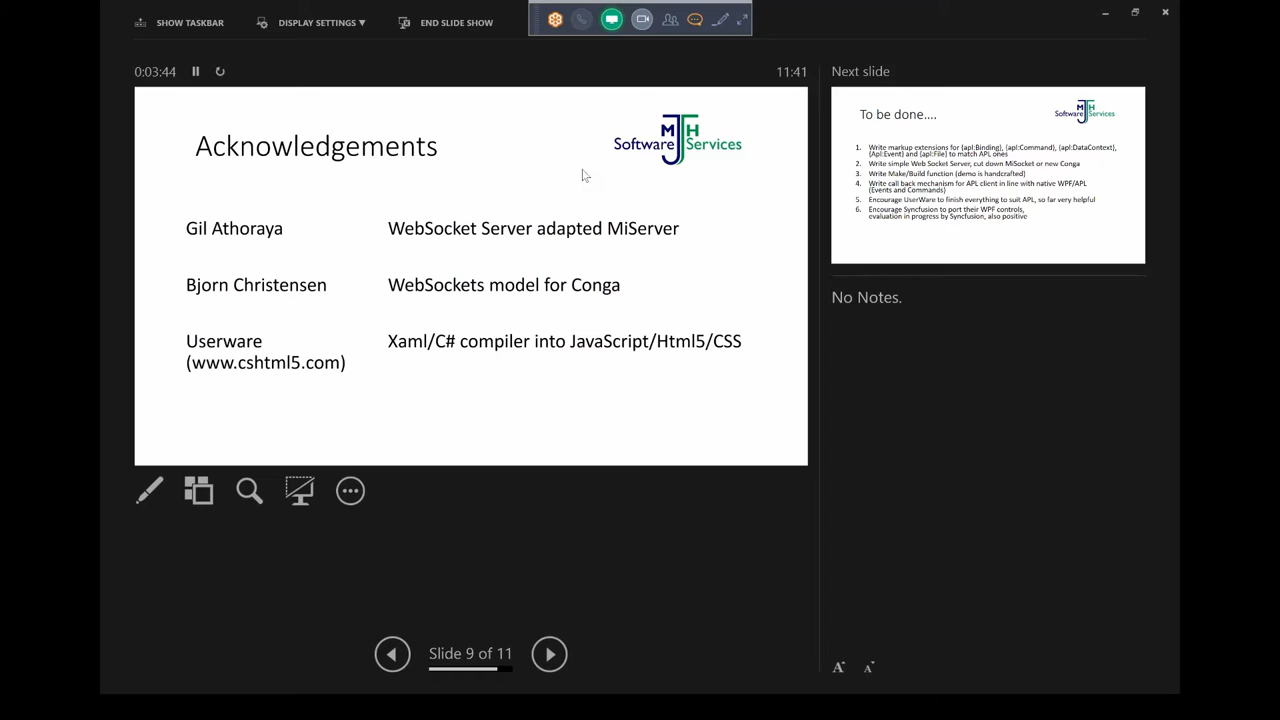 SHOW TASKBAR
DISPLAY SETTINGS ▼
END SLIDE SHOW
0:03:44
11:41
Acknowledgements
MJH
Software Services
Gil Athoraya
WebSocket Server adapted MiServer
Bjorn Christensen
WebSockets model for Conga
Userware
(www.cshtml5.com)
Xaml/C# compiler into JavaScript/Html5/CSS
Slide 9 of 11
Next slide
To be done....
MJH
Software Services
1. Write markup extensions for {apl:Binding}, {apl:Command}, {apl:DataContext},
{Apl:Event} and {apl:File} to match APL ones
2. Write simple Web Socket Server, cut down MiSocket or new Conga
3. Write Make/Build function (demo is handcrafted)
4. Write call back mechanism for APL client in line with native WPF/APL
(Events and Commands)
5. Encourage UserWare to finish everything to suit APL, so far very helpful
6. Encourage Syncfusion to port their WPF controls,
evaluation in progress by Syncfusion, also positive
No Notes.
A A